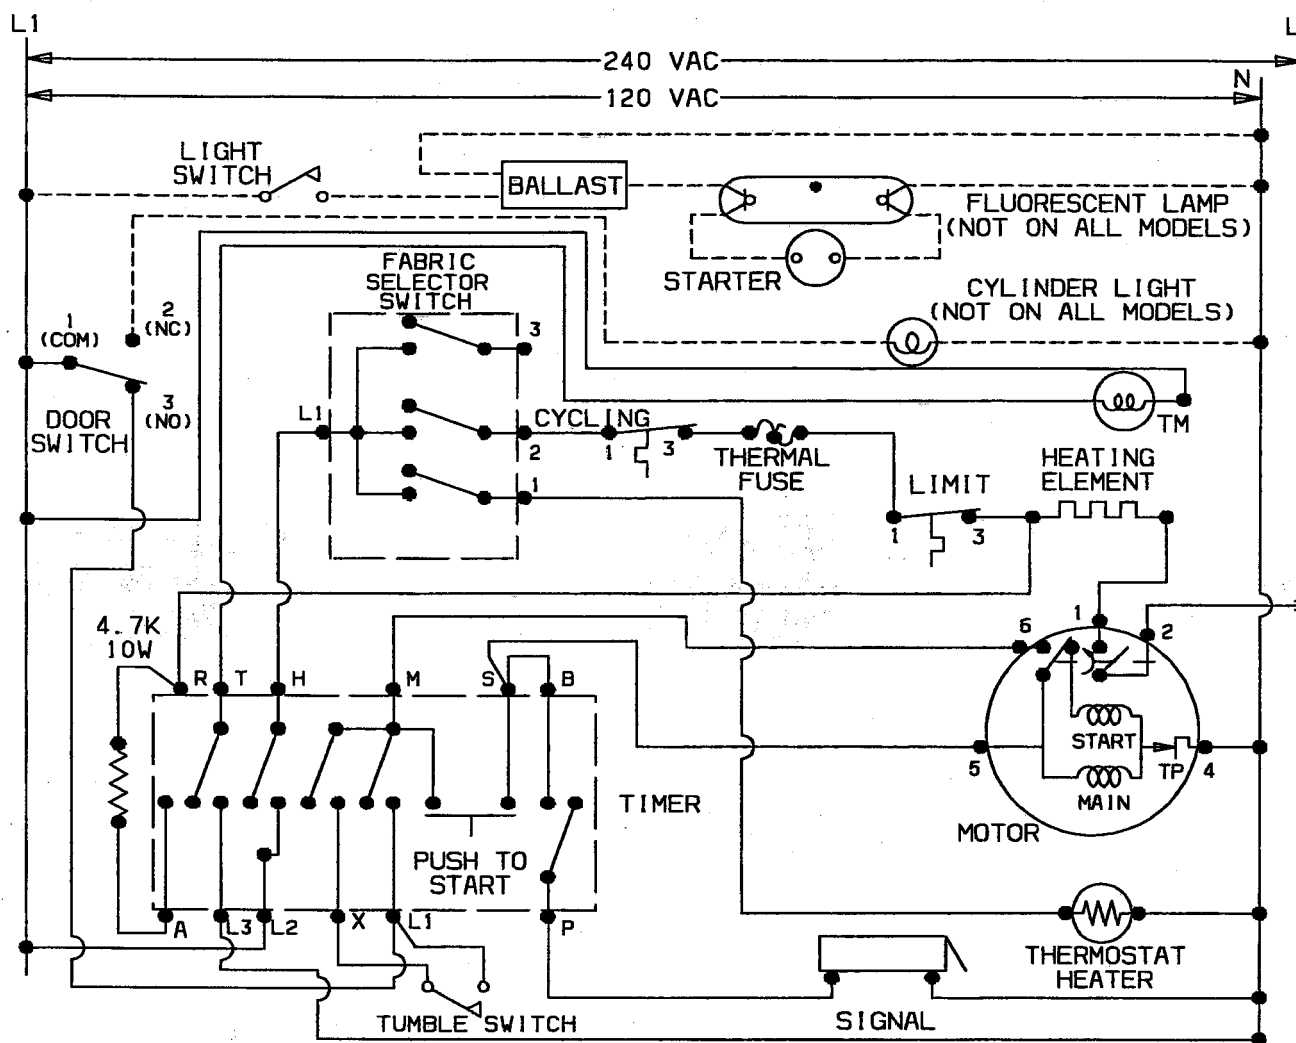 L1
L
240 VAC
N
120 VAC
LIGHT
SWITCH
BALLAST
FLUORESCENT LAMP
(NOT ON ALL MODELS)
STARTER
FABRIC
SELECTOR
SWITCH
CYLINDER LIGHT
(NOT ON ALL MODELS)
1
(COM)
2
(NC)
3
DOOR
SWITCH
3
(NO)
L1
CYCLING
2
1
3
TM
THERMAL
FUSE
HEATING
ELEMENT
LIMIT
1
1
3
4.7K
10W
6
1
2
R
T
H
M
S
B
START
5
TP
4
MAIN
TIMER
MOTOR
PUSH TO
START
A
L3
L2
X
L1
P
THERMOSTAT
HEATER
TUMBLE SWITCH
SIGNAL